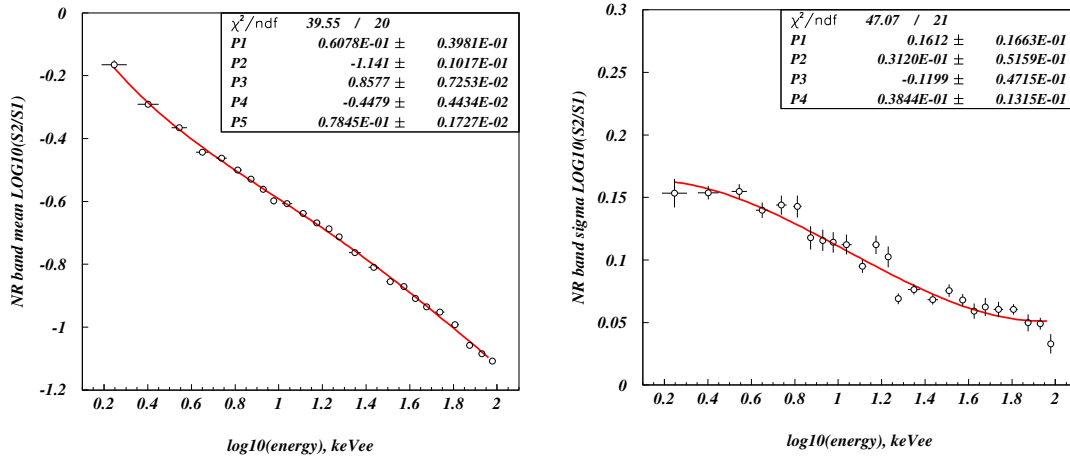 χ²/ndf 39.55 / 20
P1 0.6078E-01 ± 0.3981E-01
P2 -1.141 ± 0.1017E-01
P3 0.8577 ± 0.7253E-02
P4 -0.4479 ± 0.4434E-02
P5 0.7845E-01 ± 0.1727E-02
NR band mean LOG10(S2/S1)
0
-0.2
-0.4
-0.6
-0.8
-1
-1.2
0.2 0.4 0.6 0.8 1 1.2 1.4 1.6 1.8 2
log10(energy), keVee
χ²/ndf 47.07 / 21
P1 0.1612 ± 0.1663E-01
P2 0.3120E-01 ± 0.5159E-01
P3 -0.1199 ± 0.4715E-01
P4 0.3844E-01 ± 0.1315E-01
NR band sigma LOG10(S2/S1)
0.3
0.25
0.2
0.15
0.1
0.05
0
0.2 0.4 0.6 0.8 1 1.2 1.4 1.6 1.8 2
log10(energy), keVee